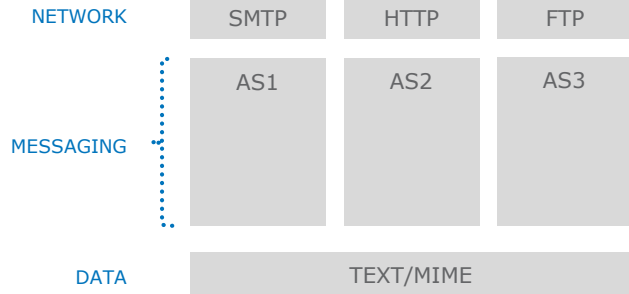 NETWORK SMTP HTTP FTP
AS1 AS2 AS3
MESSAGING
DATA TEXT/MIME